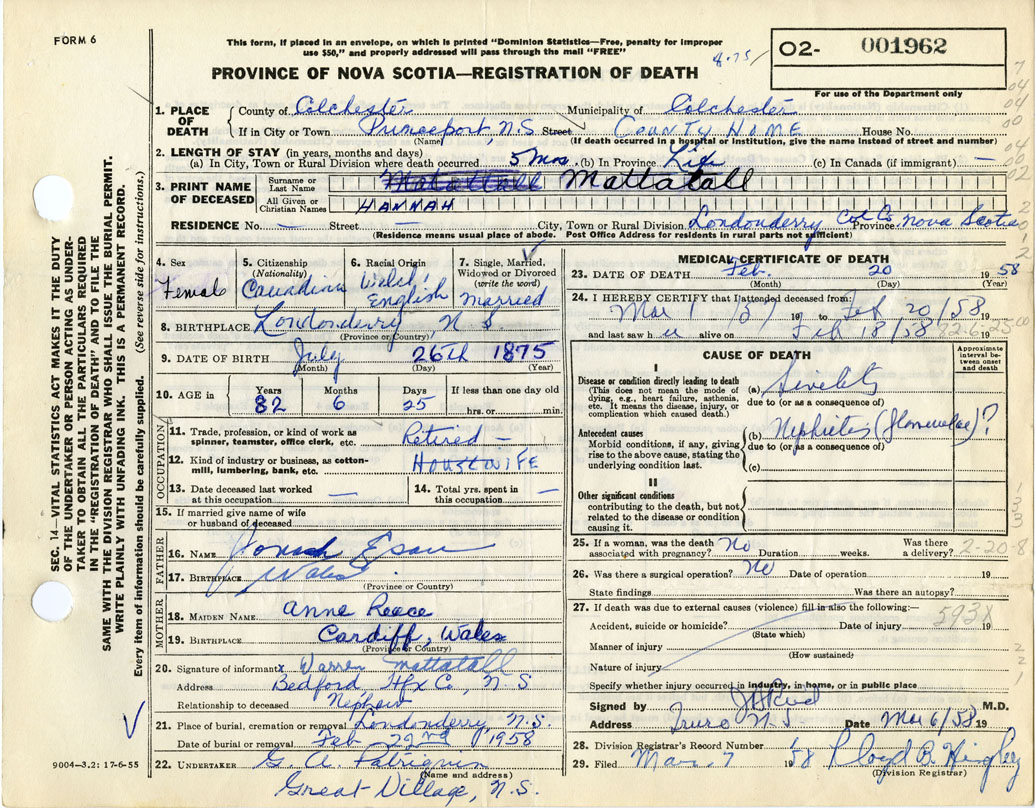 FORM 6
This form, if placed in an envelope, on which is printed "Dominion Statistics—Free, penalty for improper
use $50," and properly addressed will pass through the mail "FREE"
8.75/
02- 001962
For use of the Department only
PROVINCE OF NOVA SCOTIA—REGISTRATION OF DEATH
SEC. 14—VITAL STATISTICS ACT MAKES IT THE DUTY
OF THE UNDERTAKER OR PERSON ACTING AS UNDER-
TAKER TO OBTAIN ALL THE PARTICULARS REQUIRED
IN THE "REGISTRATION OF DEATH" AND TO FILE THE
SAME WITH THE DIVISION REGISTRAR WHO SHALL ISSUE THE BURIAL PERMIT.
WRITE PLAINLY WITH UNFADING INK. THIS IS A PERMANENT RECORD.
Every item of information should be carefully supplied. (See reverse side for instructions.)
1. PLACE OF DEATH
County of Colchester Municipality of Colchester
If in City or Town Princeport, N.S. Street COUNTY HOME House No.
(Name) (If death occurred in a hospital or institution, give the name instead of street and number)
2. LENGTH OF STAY (in years, months and days)
(a) In City, Town or Rural Division where death occurred 5 Mos. (b) In Province Life (c) In Canada (if immigrant) —
3. PRINT NAME OF DECEASED
Surname or Last Name Mattatall
All Given or Christian Names HANNAH
RESIDENCE No. — Street — City, Town or Rural Division Londonderry Col Co Province Nova Scotia
(Residence means usual place of abode. Post Office Address for residents in rural parts not sufficient)
4. Sex
Female
5. Citizenship
(Nationality)
Canadian
6. Racial Origin
Welch
English
7. Single, Married, Widowed or Divorced
(write the word)
Married
8. BIRTHPLACE Londonderry, N S
(Province or Country)
9. DATE OF BIRTH July 26th 1875
(Month) (Day) (Year)
10. AGE in
Years Months Days If less than one day old
82 6 25 hrs. or min.
OCCUPATION
11. Trade, profession, or kind of work as
spinner, teamster, office clerk, etc. Retired —
12. Kind of industry or business, as cotton-
mill, lumbering, bank, etc. HOUSEWIFE
13. Date deceased last worked
at this occupation —
14. Total yrs. spent in
this occupation —
15. If married give name of wife
or husband of deceased
FATHER
16. NAME Esau
17. BIRTHPLACE Wales
(Province or Country)
MOTHER
18. MAIDEN NAME Anne Reece
19. BIRTHPLACE Cardiff, Wales
(Province or Country)
20. Signature of informant x Warren Mattatall
Address Bedford Hfx Co, N S
Relationship to deceased Nephew
21. Place of burial, cremation or removal Londonderry, N.S.
Date of burial or removal Feb 22nd 1958
22. UNDERTAKER G. A.
(Name and address)
Great Village, N.S.
9004—3.2: 17-6-55
MEDICAL CERTIFICATE OF DEATH
23. DATE OF DEATH Feb. 20 1958
(Month) (Day) (Year)
24. I HEREBY CERTIFY that I attended deceased from:
19 to Feb 20/58 19
and last saw h alive on Feb 18/58 19
CAUSE OF DEATH
Approximate interval between onset and death
I
Disease or condition directly leading to death
(This does not mean the mode of
dying, e.g., heart failure, asthenia,
etc. It means the disease, injury, or
complication which caused death.)
(a) Senility
due to (or as a consequence of)
Antecedent causes
Morbid conditions, if any, giving
rise to the above cause, stating the
underlying condition last.
(b) Nephritis ?
due to (or as a consequence of)
(c)
II
Other significant conditions
contributing to the death, but not
related to the disease or condition
causing it.
25. If a woman, was the death
associated with pregnancy? No Duration weeks. Was there
a delivery? 2-20-8
26. Was there a surgical operation? No Date of operation 19
State findings Was there an autopsy?
27. If death was due to external causes (violence) fill in also the following:—
Accident, suicide or homicide? Date of injury 593X 19
(State which)
Manner of injury
(How sustained)
Nature of injury
Specify whether injury occurred in industry, in home, or in public place
Signed by M.D.
Address Truro N S Date Mar 6/58 19
28. Division Registrar's Record Number
29. Filed Mar. 7 1958 Lloyd B. Hingley
(Division Registrar)